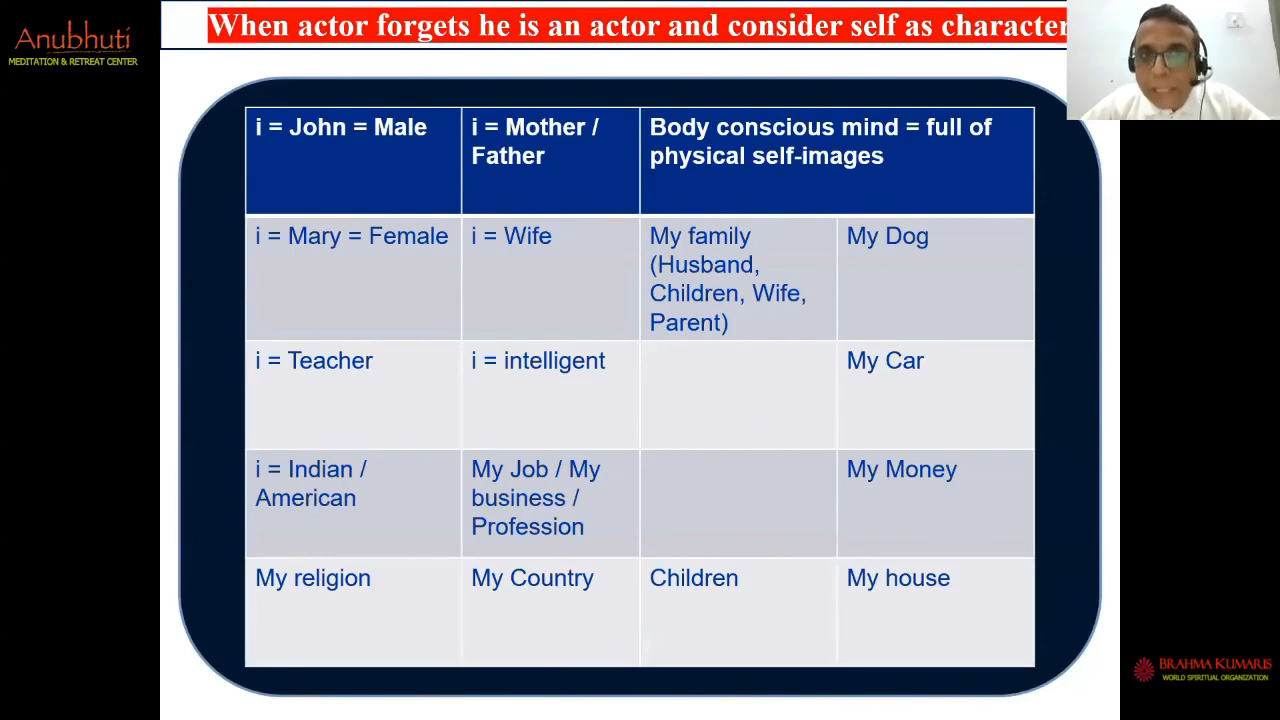 Anubhuti
MEDITATION & RETREAT CENTER
When actor forgets he is an actor and consider self as character
i = John = Male
i = Mother /
Father
Body conscious mind = full of
physical self-images
i = Mary = Female
i = Wife
My family
(Husband,
Children, Wife,
Parent)
My Dog
i = Teacher
i = intelligent
My Car
i = Indian /
American
My Job / My
business /
Profession
My Money
My religion
My Country
Children
My house
BRAHMA KUMARIS
WORLD SPIRITUAL ORGANIZATION